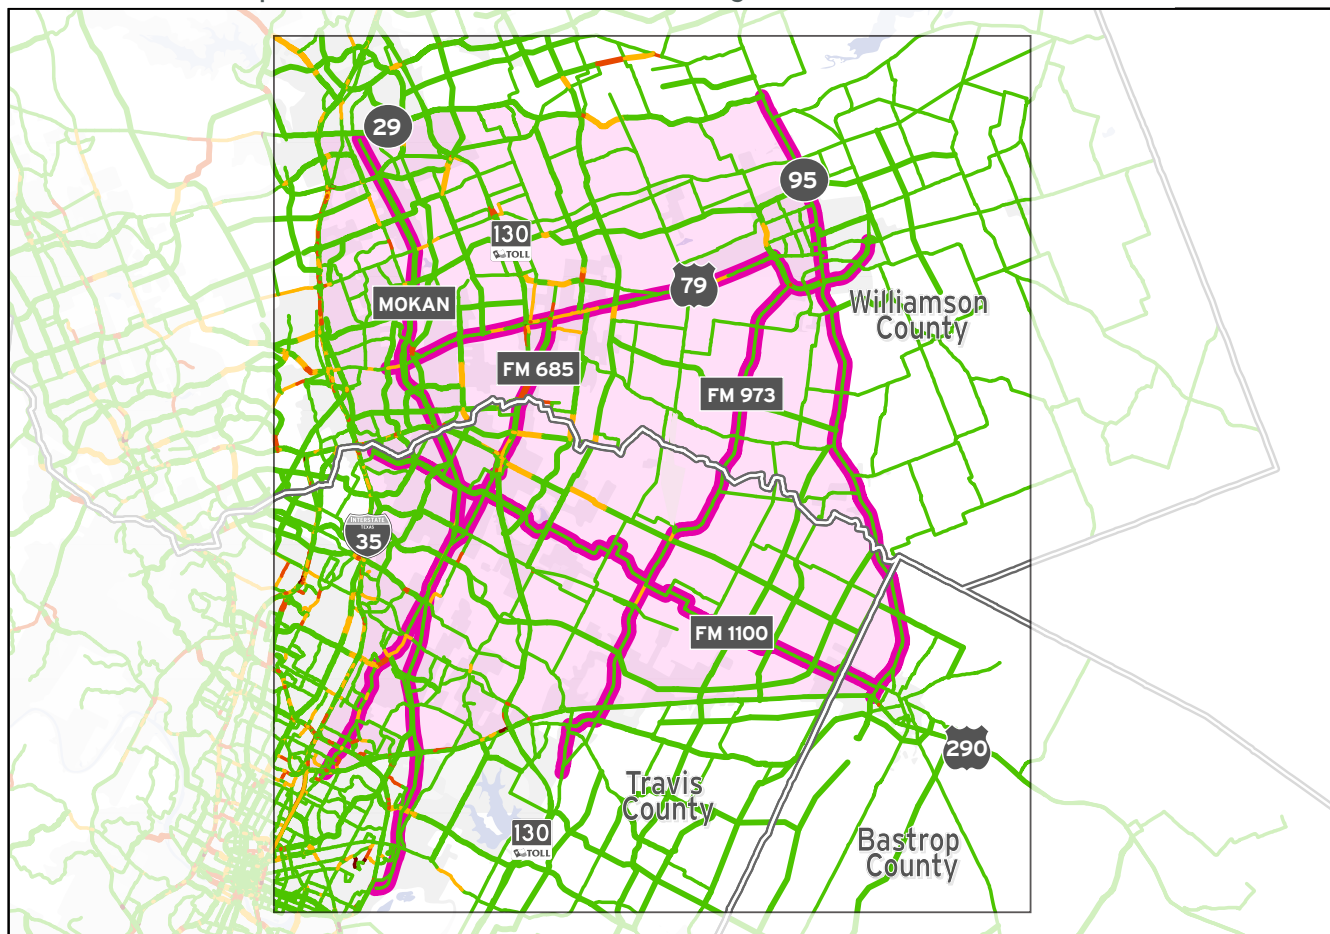 29
95
130
TOLL
79
MOKAN
Williamson
County
FM 685
FM 973
INTERSTATE
TEXAS
35
FM 1100
290
Travis
County
130
TOLL
Bastrop
County